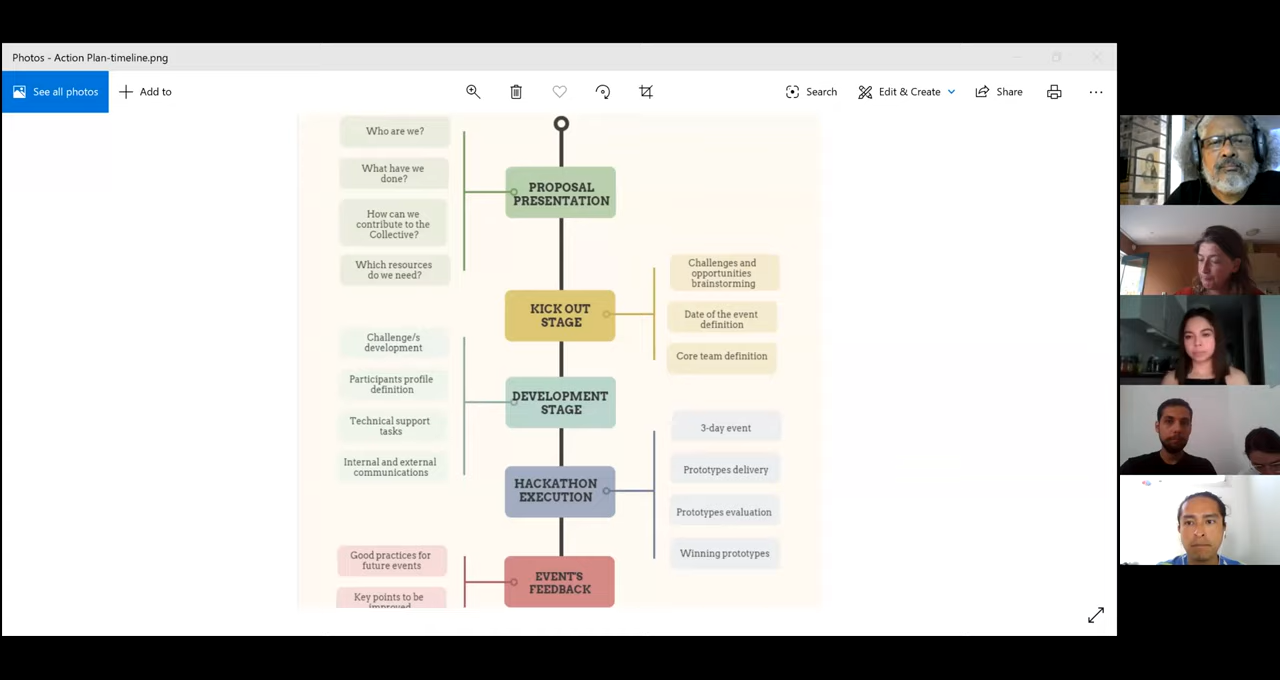 Photos - Action Plan-timeline.png
See all photos
Add to
Search
Edit & Create
Share
Who are we?
What have we
done?
How can we
contribute to the
Collective?
Which resources
do we need?
PROPOSAL
PRESENTATION
KICK OUT
STAGE
Challenges and
opportunities
brainstorming
Date of the event
definition
Core team definition
Challenge/s
development
Participants profile
definition
Technical support
tasks
Internal and external
communications
DEVELOPMENT
STAGE
HACKATHON
EXECUTION
3-day event
Prototypes delivery
Prototypes evaluation
Winning prototypes
Good practices for
future events
Key points to be
improved
EVENT'S
FEEDBACK